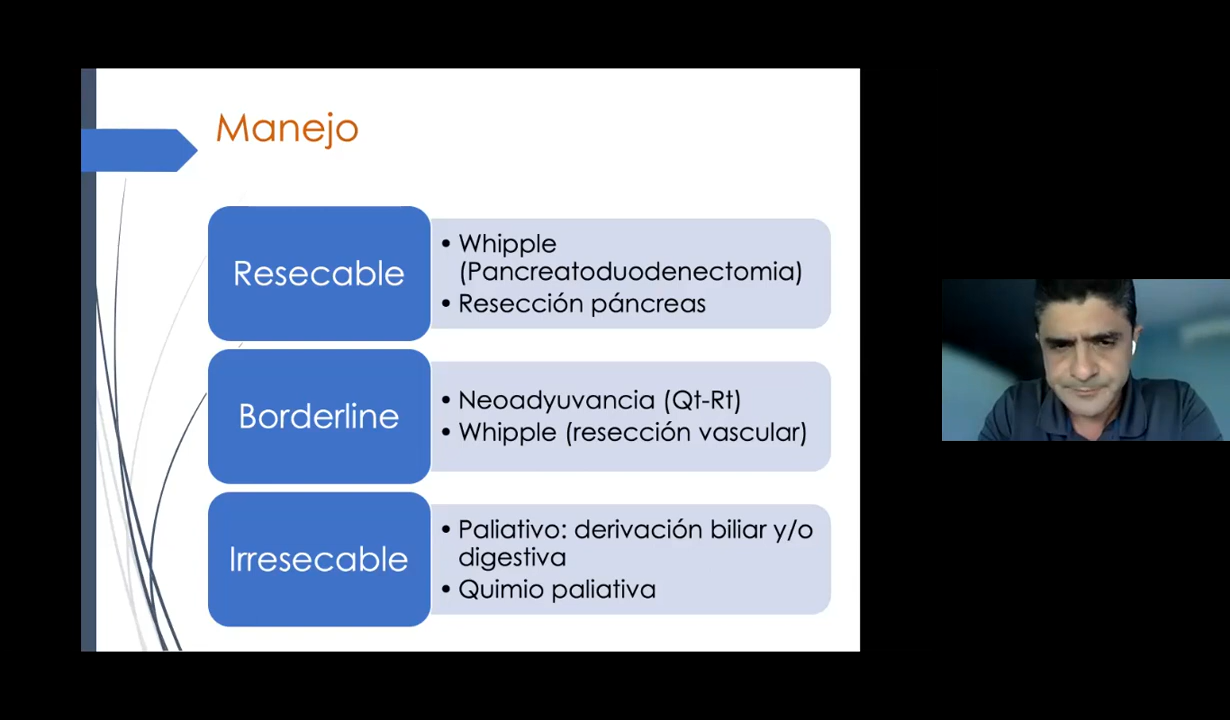 Manejo
Resecable
• Whipple
(Pancreatoduodenectomia)
• Resección páncreas
Borderline
• Neoadyuvancia (Qt-Rt)
• Whipple (resección vascular)
Irresecable
• Paliativo: derivación biliar y/o
digestiva
• Quimio paliativa